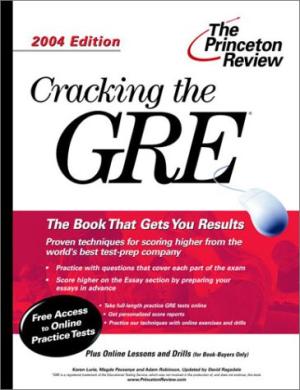 2004 Edition
The
Princeton
Review
Cracking the
GRE®
The Book That Gets You Results
Proven techniques for scoring higher from the
world's best test-prep company
• Practice with questions that cover each part of the exam
• Score higher on the Essay section by preparing your
essays in advance
Free Access
to Online
Practice Tests
• Take full-length practice GRE tests online
• Get personalized score reports
• Practice our techniques with online exercises and drills
Plus Online Lessons and Drills (for Book-Buyers Only)
Karen Lurie, Magda Pecsenye and Adam Robinson, Updated by David Ragsdale
www.PrincetonReview.com